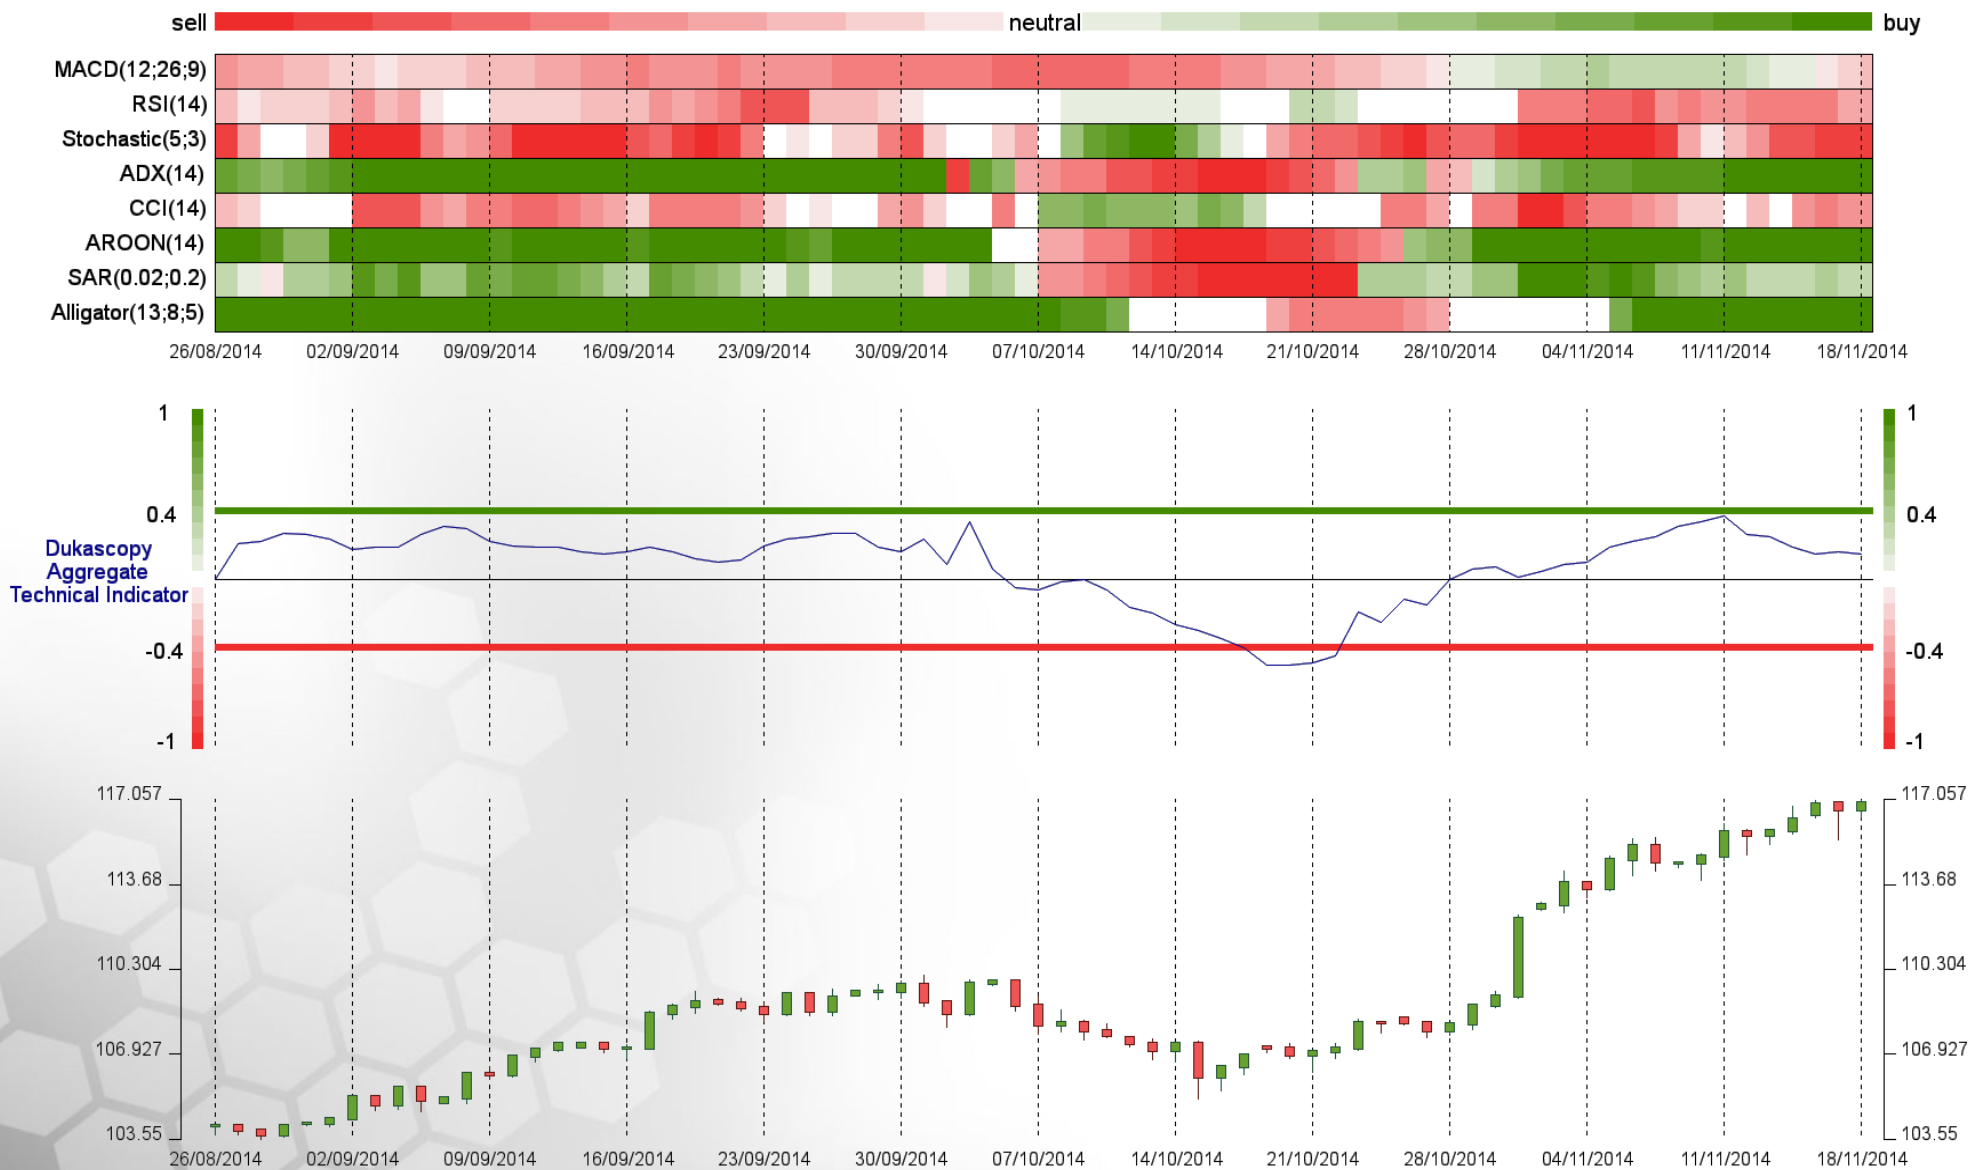 sell neutral buy
MACD(12;26;9)
RSI(14)
Stochastic(5;3)
ADX(14)
CCI(14)
AROON(14)
SAR(0.02;0.2)
Alligator(13;8;5)
26/08/2014 02/09/2014 09/09/2014 16/09/2014 23/09/2014 30/09/2014 07/10/2014 14/10/2014 21/10/2014 28/10/2014 04/11/2014 11/11/2014 18/11/2014
1 1
0.4 0.4
Dukascopy
Aggregate
Technical Indicator
-0.4 -0.4
-1 -1
117.057 117.057
113.68 113.68
110.304 110.304
106.927 106.927
103.55 103.55
26/08/2014 02/09/2014 09/09/2014 16/09/2014 23/09/2014 30/09/2014 07/10/2014 14/10/2014 21/10/2014 28/10/2014 04/11/2014 11/11/2014 18/11/2014